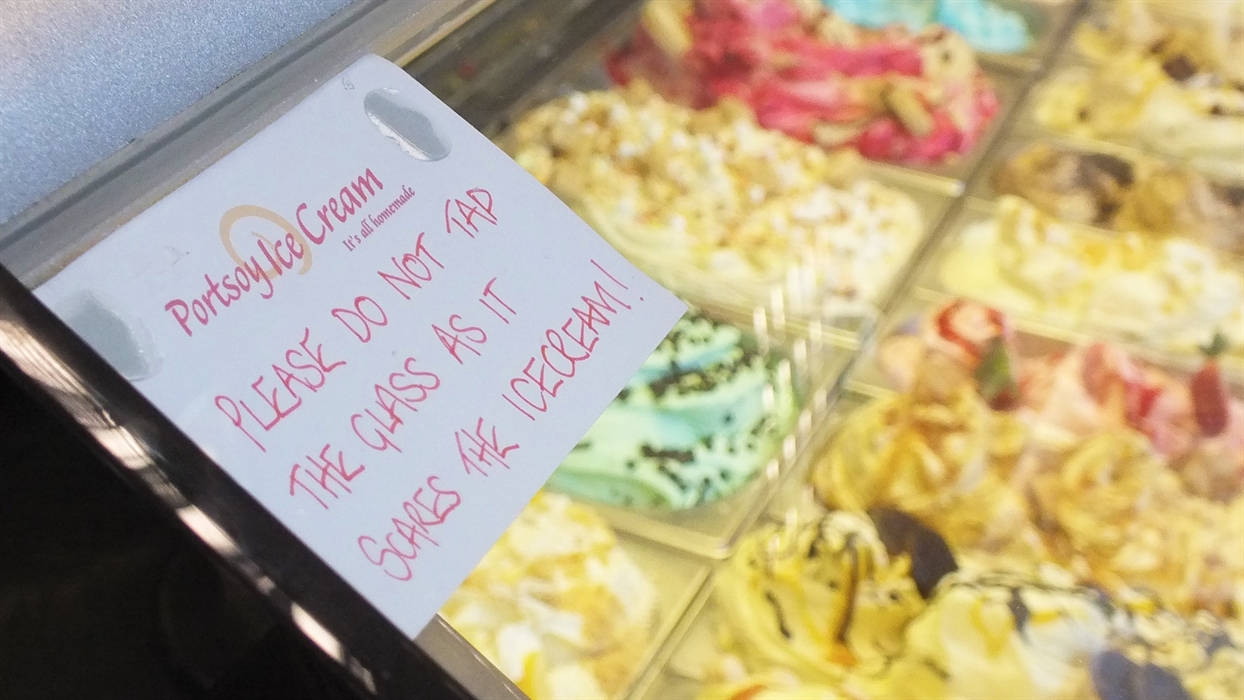 Portsoy Ice Cream
It's all homemade
PLEASE DO NOT TAP
THE GLASS AS IT
SCARES THE ICECREAM!